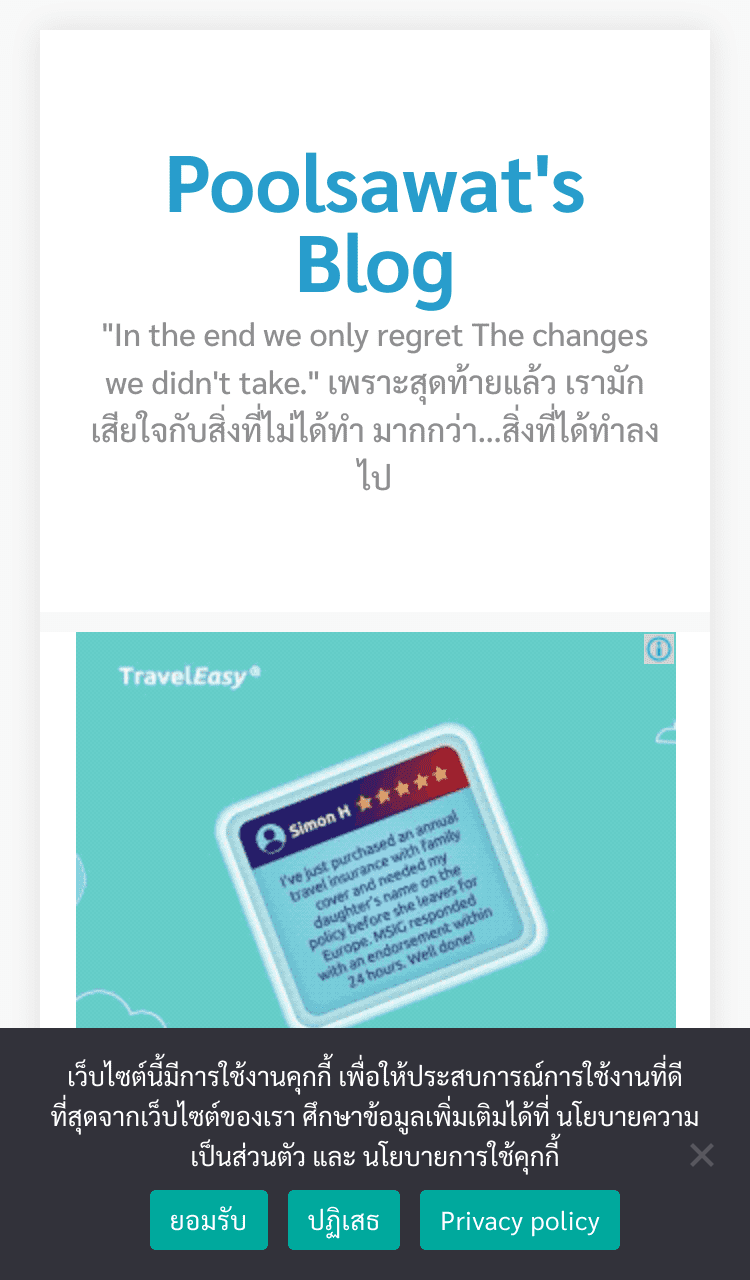 Poolsawat's
Blog
"In the end we only regret The changes
we didn't take." เพราะสุดท้ายแล้ว เรามัก
เสียใจกับสิ่งที่ไม่ได้ทำ มากกว่า...สิ่งที่ได้ทำลง
ไป
TravelEasy®
Simon H
I've just purchased an annual
travel insurance with family
cover and needed my
daughter's name on the
policy before she leaves for
Europe. MSIG responded
with an endorsement within
24 hours. Well done!
เว็บไซต์นี้มีการใช้งานคุกกี้ เพื่อให้ประสบการณ์การใช้งานที่ดี
ที่สุดจากเว็บไซต์ของเรา ศึกษาข้อมูลเพิ่มเติมได้ที่ นโยบายความ
เป็นส่วนตัว และ นโยบายการใช้คุกกี้
ยอมรับ ปฏิเสธ Privacy policy